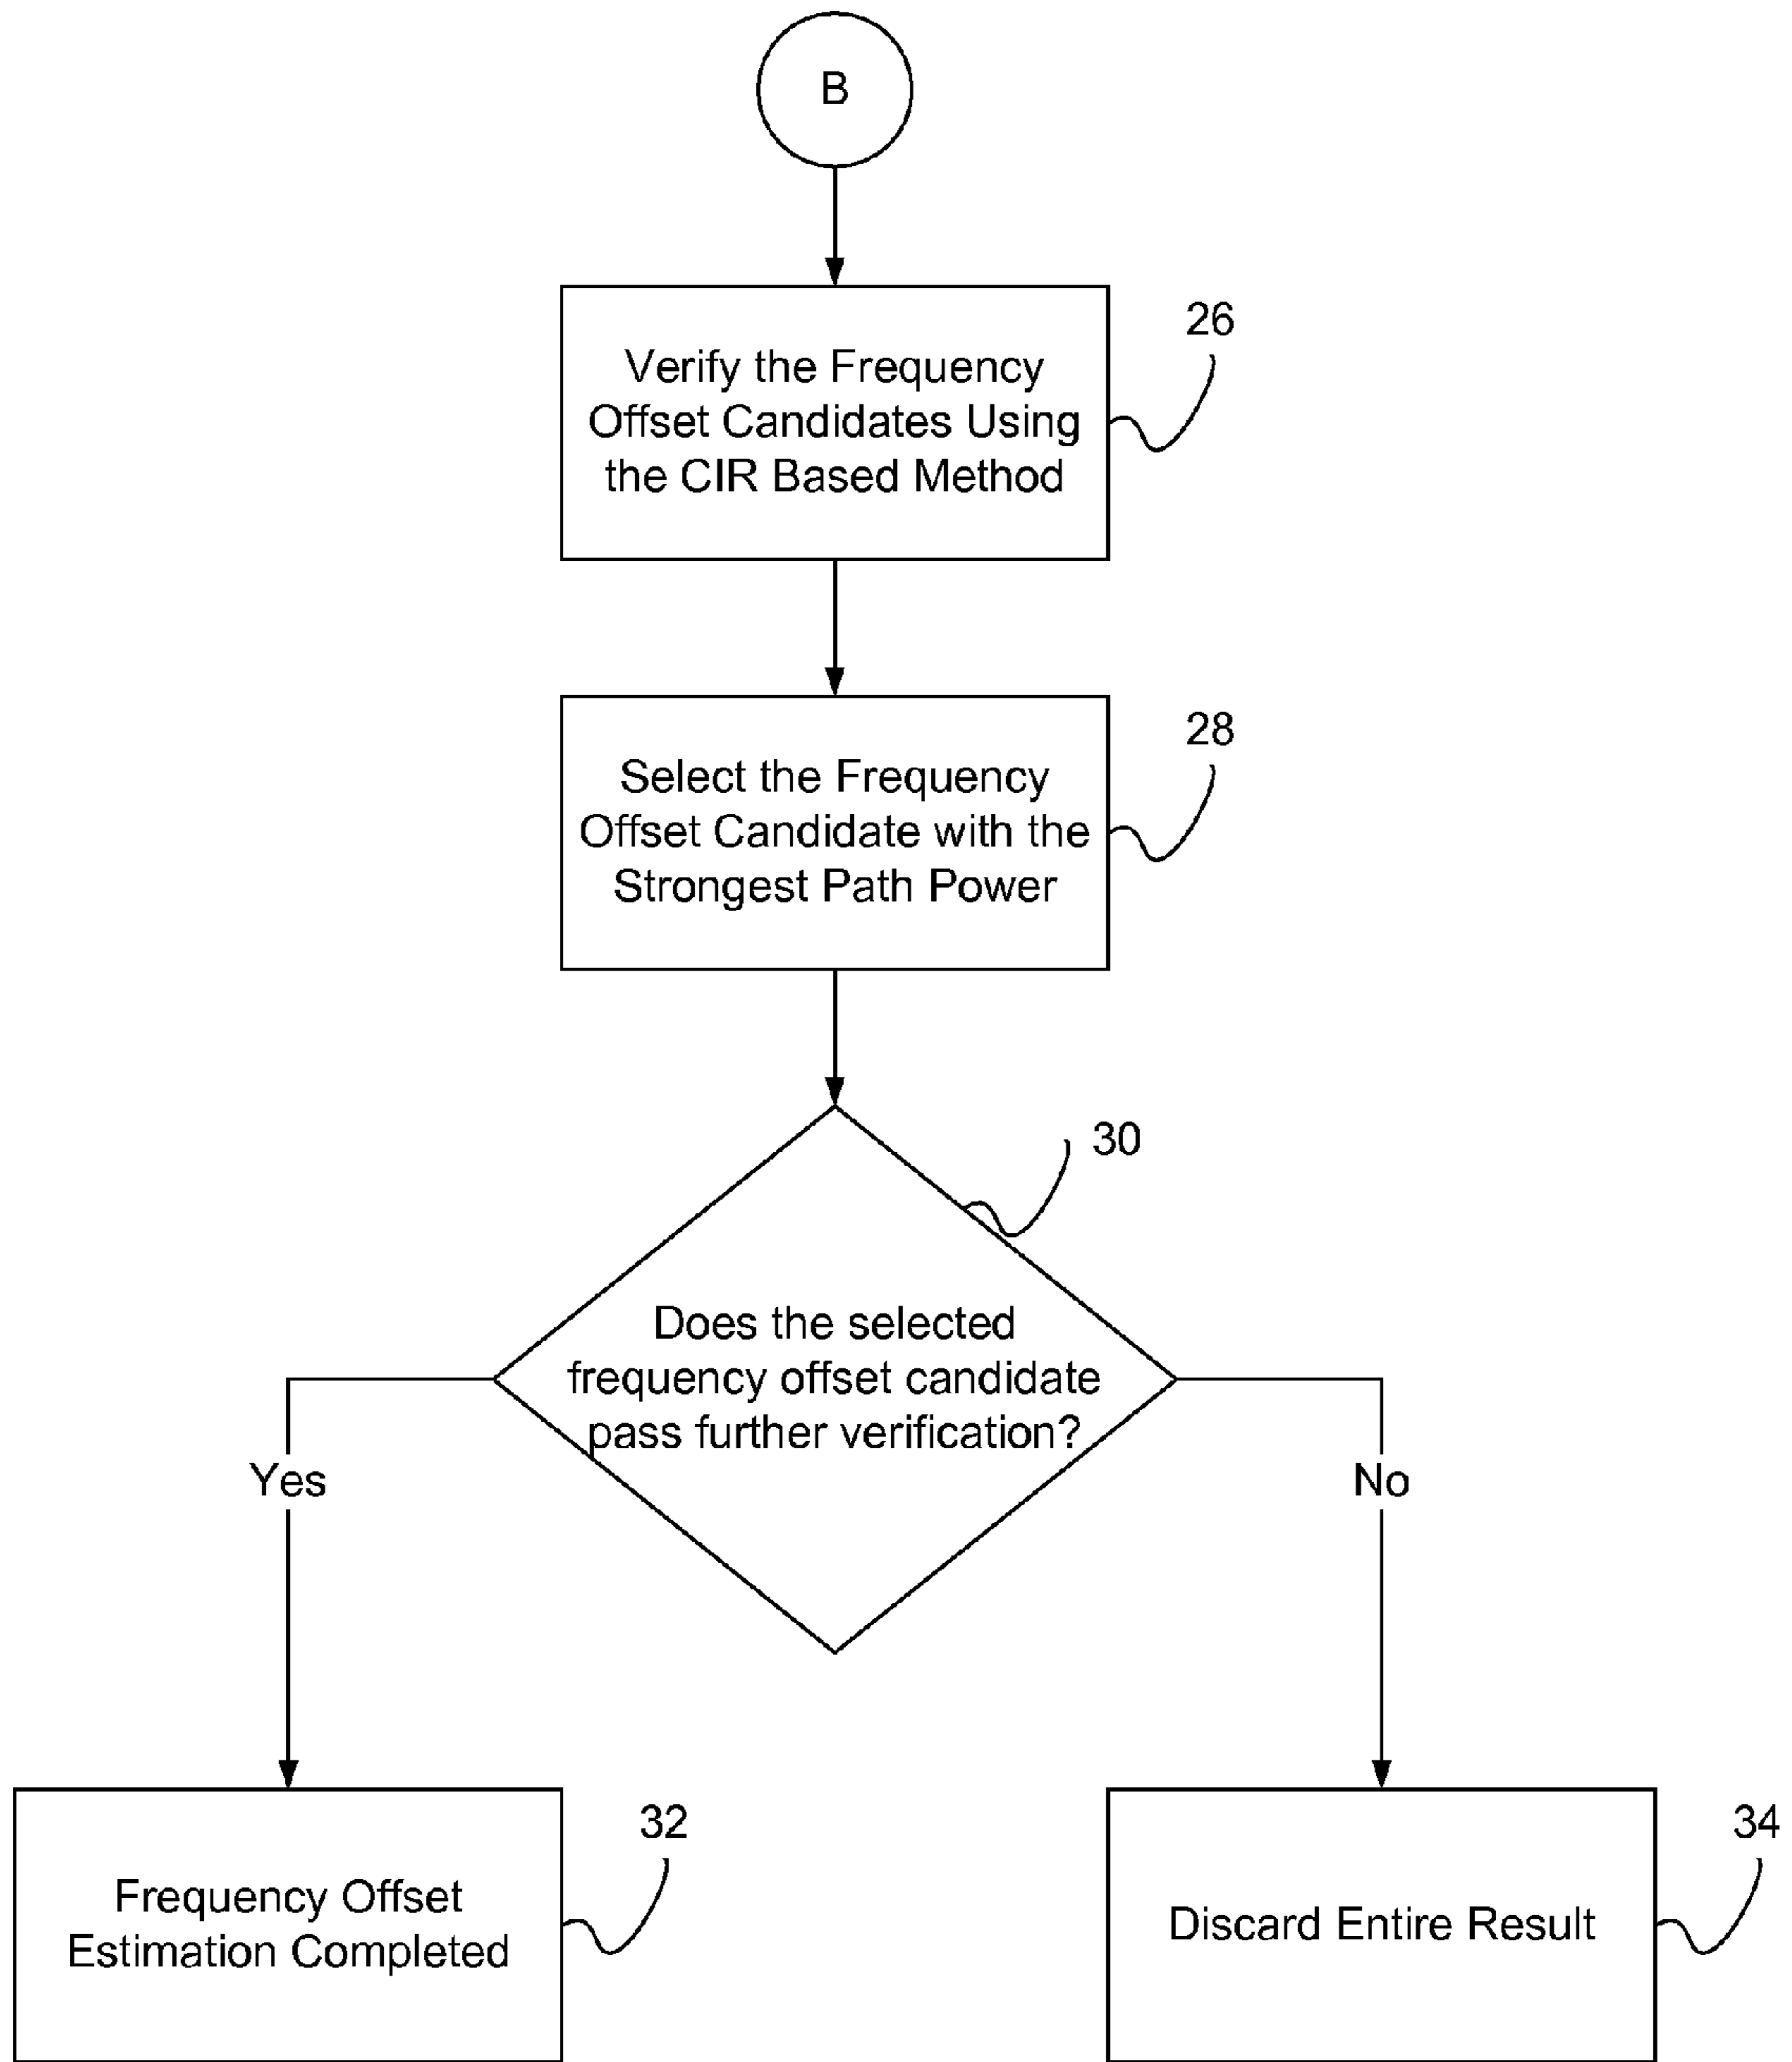 B
Verify the Frequency
Offset Candidates Using
the CIR Based Method
26
Select the Frequency
Offset Candidate with the
Strongest Path Power
28
30
Does the selected
frequency offset candidate
pass further verification?
Yes
No
Frequency Offset
Estimation Completed
32
Discard Entire Result
34